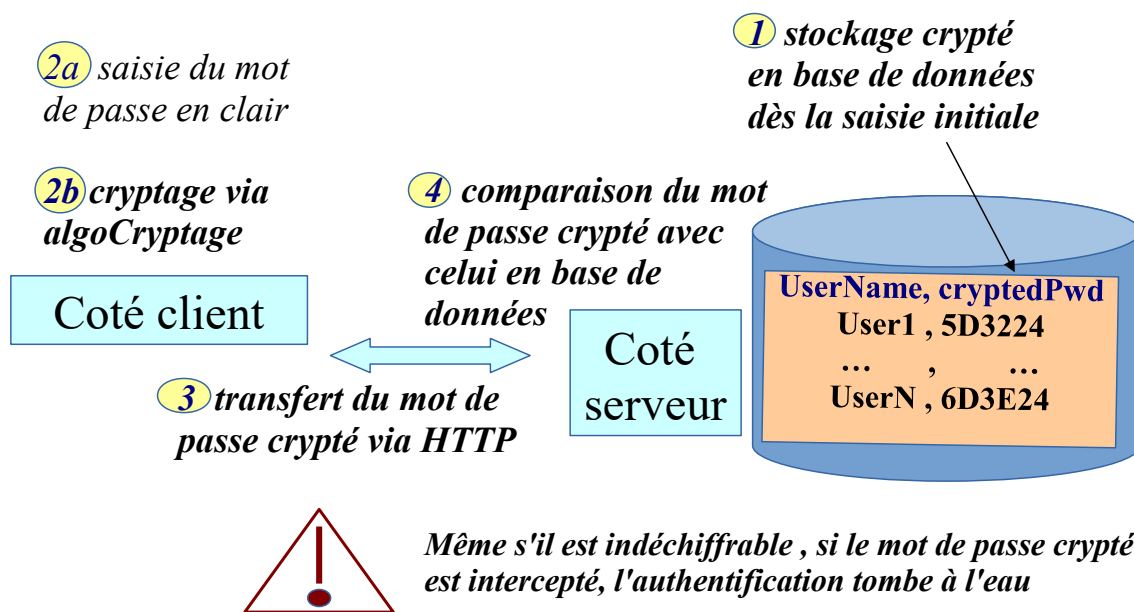 1 stockage crypté
en base de données
dès la saisie initiale
2a saisie du mot
de passe en clair
2b cryptage via
algoCryptage
4 comparaison du mot
de passe crypté avec
celui en base de
données
Coté client
Coté
serveur
UserName, cryptedPwd
User1 , 5D3224
... , ...
UserN , 6D3E24
3 transfert du mot de
passe crypté via HTTP
!
Même s'il est indéchiffrable , si le mot de passe crypté
est intercepté, l'authentification tombe à l'eau